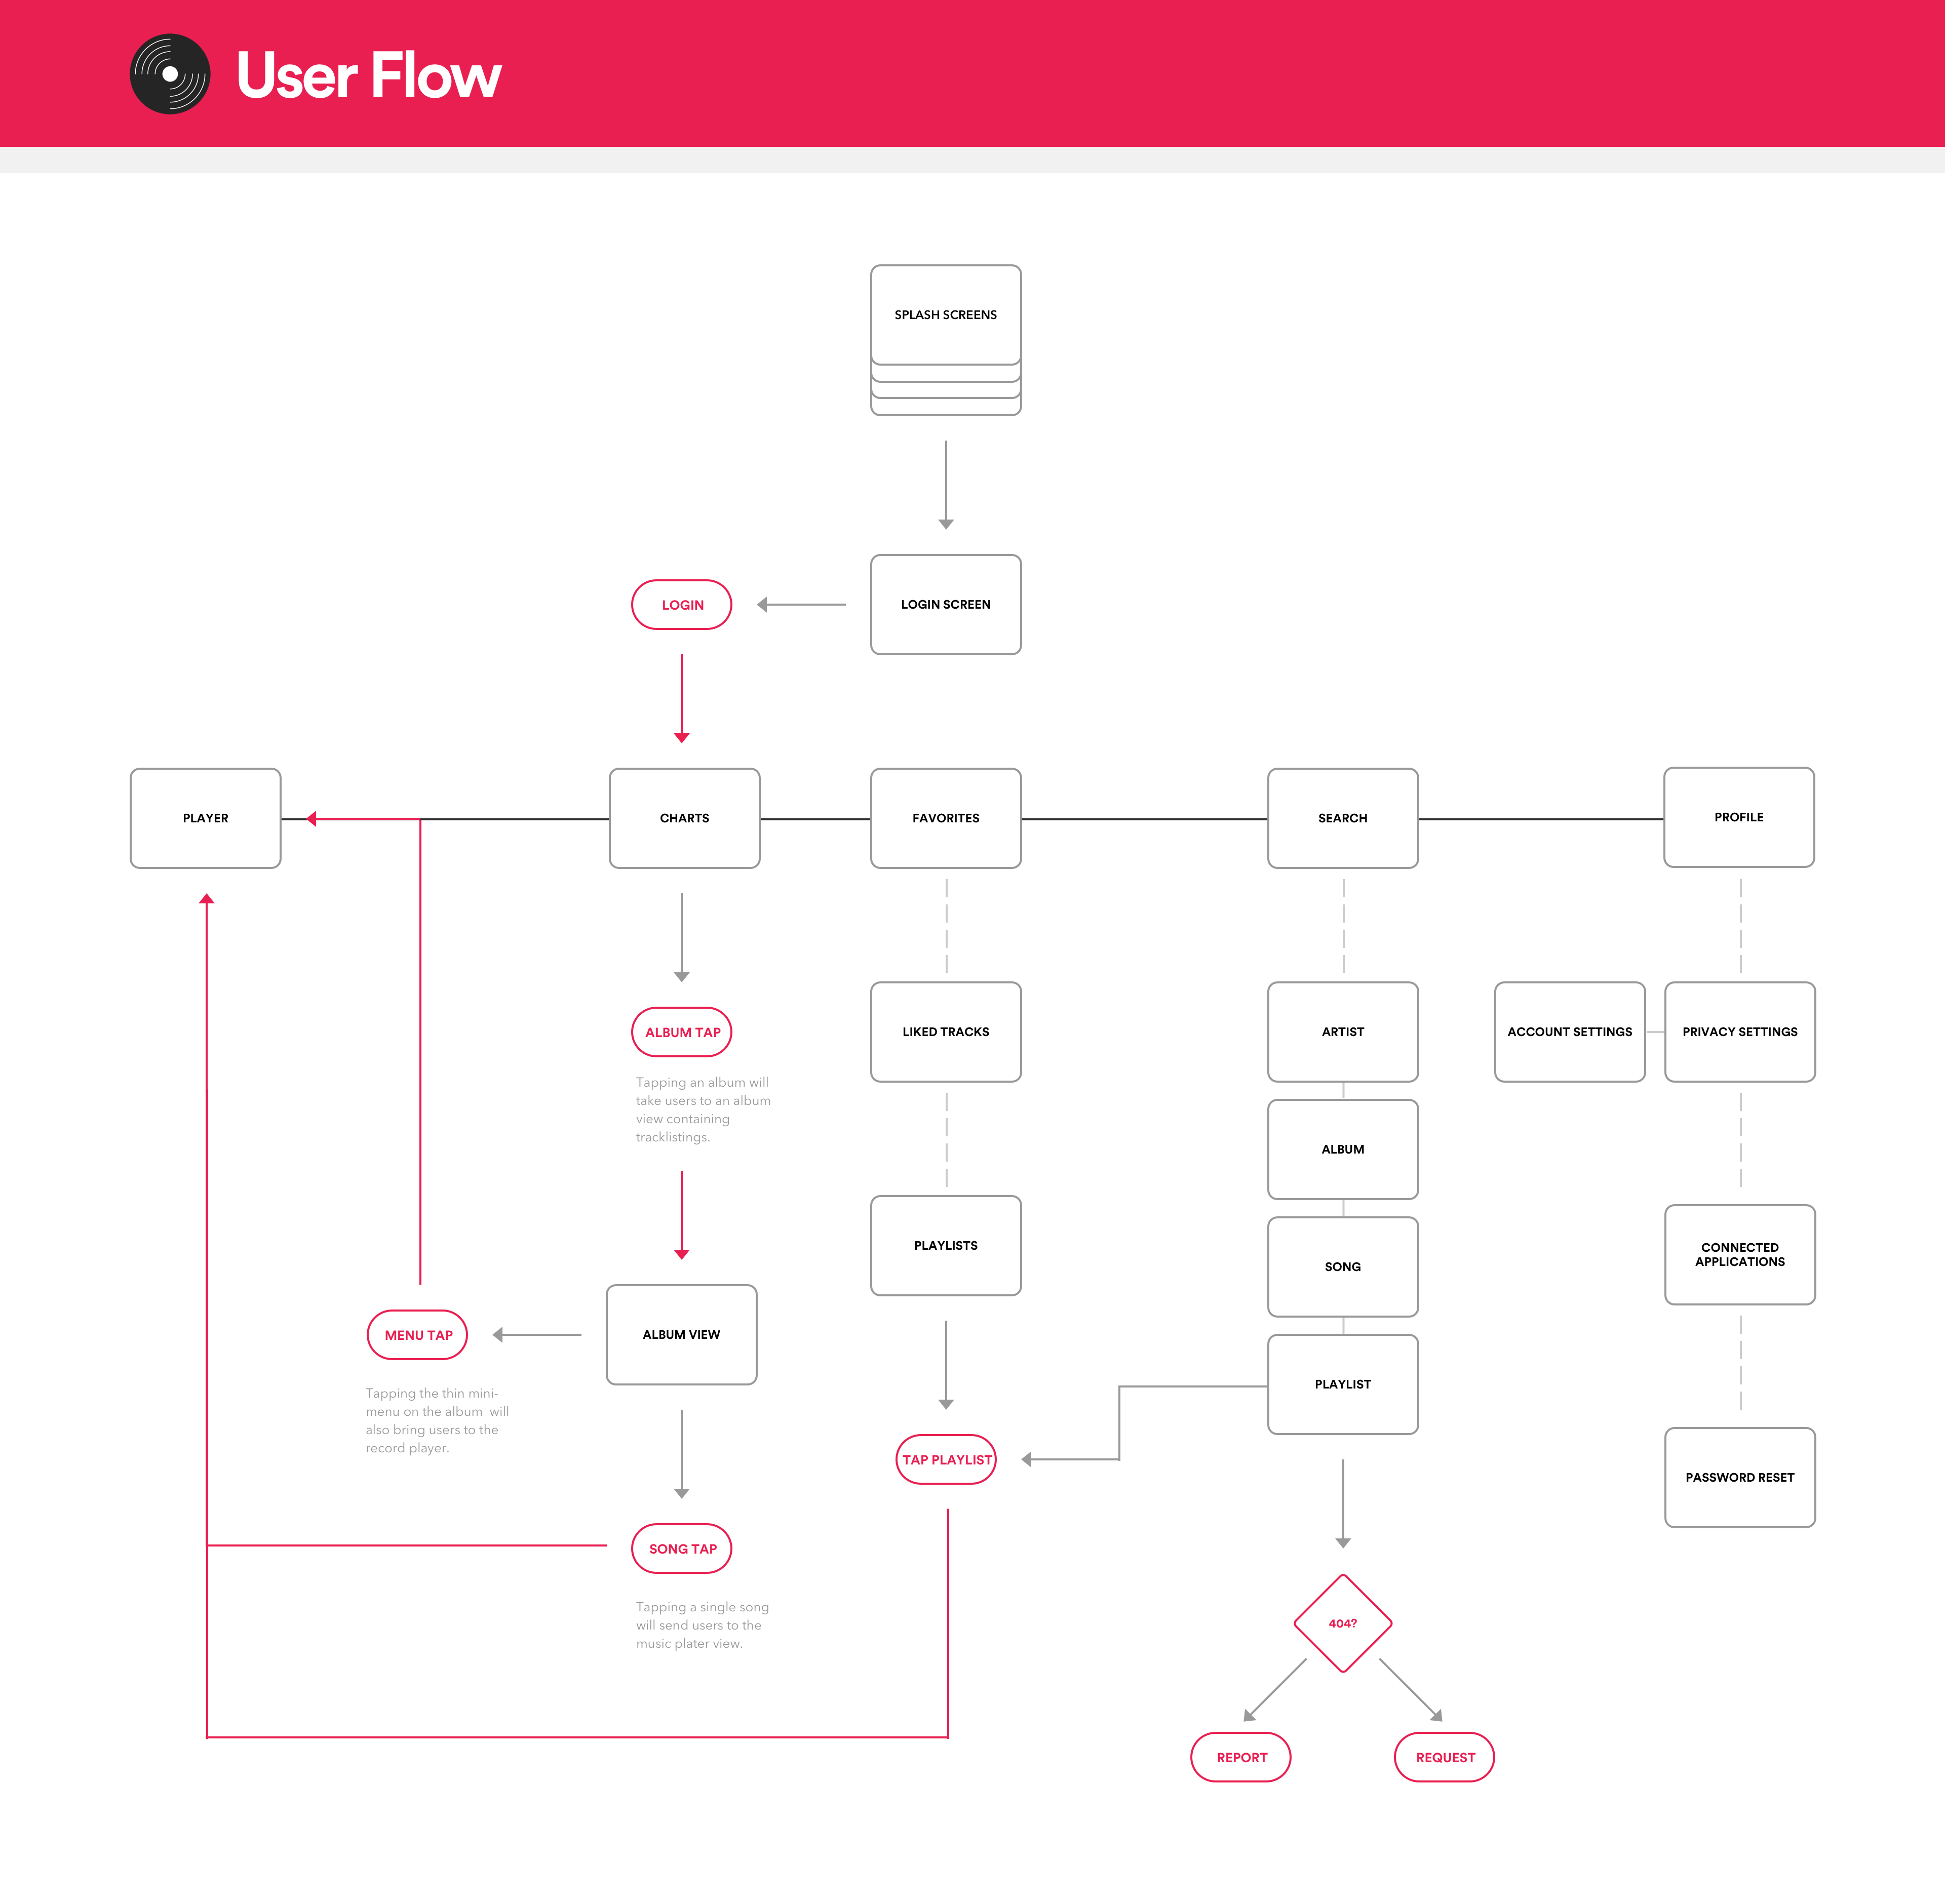 User Flow
SPLASH SCREENS
LOGIN
LOGIN SCREEN
PLAYER
CHARTS
FAVORITES
SEARCH
PROFILE
ALBUM TAP
Tapping an album will
take users to an album
view containing
tracklistings.
LIKED TRACKS
ARTIST
ACCOUNT SETTINGS
PRIVACY SETTINGS
ALBUM
PLAYLISTS
SONG
CONNECTED
APPLICATIONS
MENU TAP
Tapping the thin mini-
menu on the album will
also bring users to the
record player.
ALBUM VIEW
PLAYLIST
TAP PLAYLIST
PASSWORD RESET
SONG TAP
Tapping a single song
will send users to the
music plater view.
404?
REPORT
REQUEST